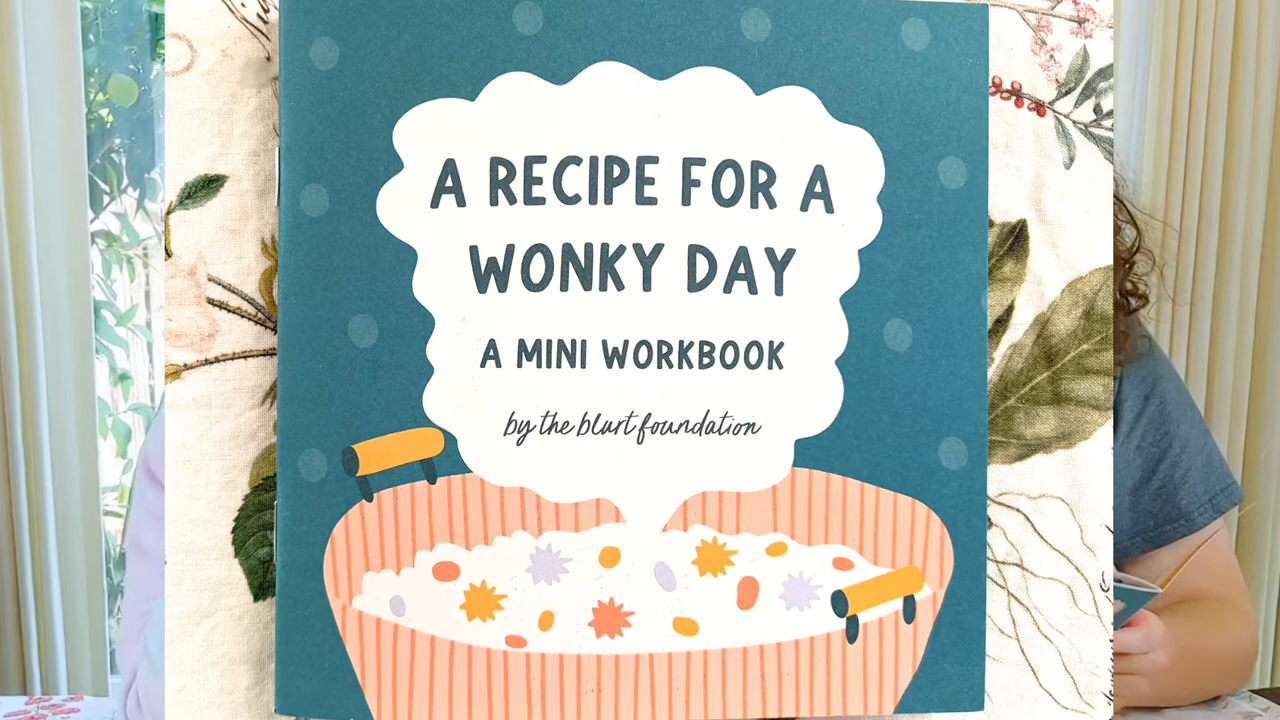 A RECIPE FOR A
WONKY DAY
A MINI WORKBOOK
by the blurt foundation